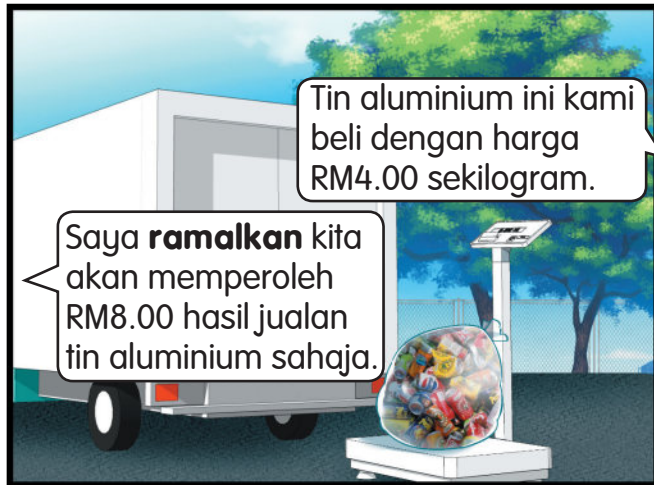 Tin aluminium ini kami
beli dengan harga
RM4.00 sekilogram.
Saya ramalkan kita
akan memperoleh
RM8.00 hasil jualan
tin aluminium sahaja.